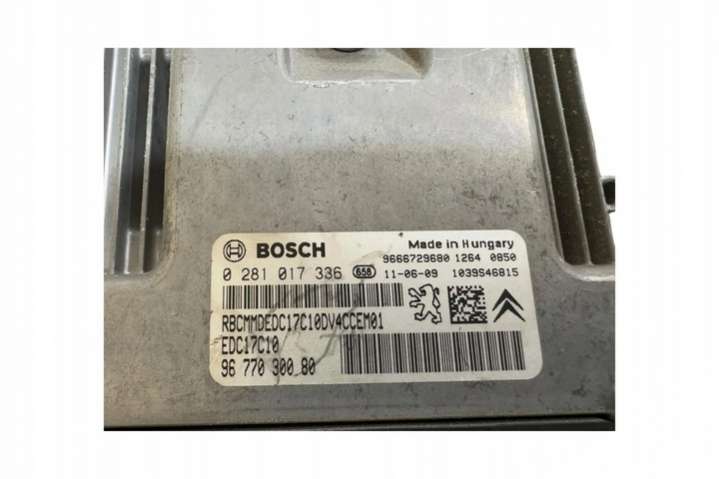 BOSCH
Made in Hungary
9666729680 1264 0850
0 281 017 336 658 11-06-09 1039S46815
RBCMMDEDC17C10DV4CCEM01
EDC17C10
96 770 300 80